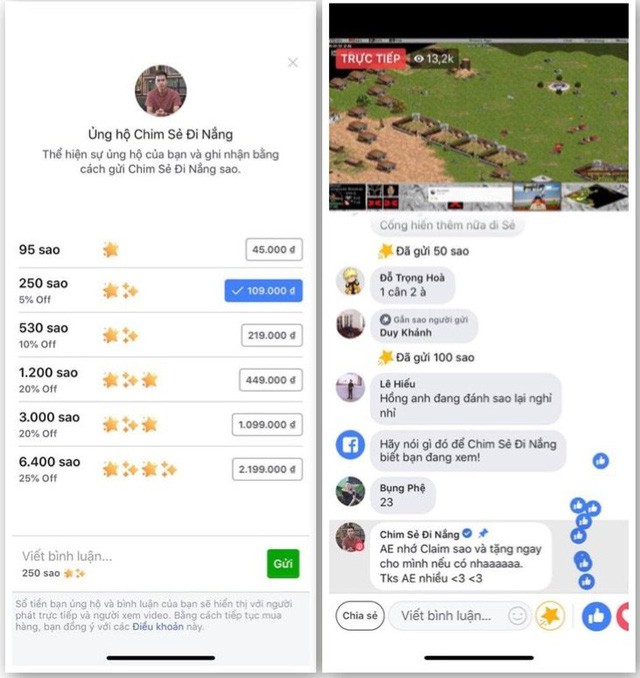 Ủng hộ Chim Sẻ Đi Nắng
Thể hiện sự ủng hộ của bạn và ghi nhận bằng
cách gửi Chim Sẻ Đi Nắng sao.
95 sao
45.000 đ
250 sao
5% Off
109.000 đ
530 sao
10% Off
219.000 đ
1.200 sao
20% Off
449.000 đ
3.000 sao
20% Off
1.099.000 đ
6.400 sao
25% Off
2.199.000 đ
Viết bình luận...
250 sao
Gửi
Số tiền bạn ủng hộ và bình luận của bạn sẽ hiển thị với người
phát trực tiếp và người xem video. Bằng cách tiếp tục mua
hàng, bạn đồng ý với các Điều khoản này.
TRỰC TIẾP
13,2k
Cống hiến thêm nữa đi Sẻ
Đã gửi 50 sao
Đỗ Trọng Hoà
1 cân 2 à
Gắn sao người gửi
Duy Khánh
Đã gửi 100 sao
Lê Hiếu
Hồng anh đang đánh sao lại nghỉ
nhỉ
Hãy nói gì đó để Chim Sẻ Đi Nắng
biết bạn đang xem!
Bụng Phệ
23
Chim Sẻ Đi Nắng
AE nhớ Claim sao và tặng ngay
cho mình nếu có nhaaaaaa.
Tks AE nhiều <3 <3
Chia sẻ
Viết bình luận...